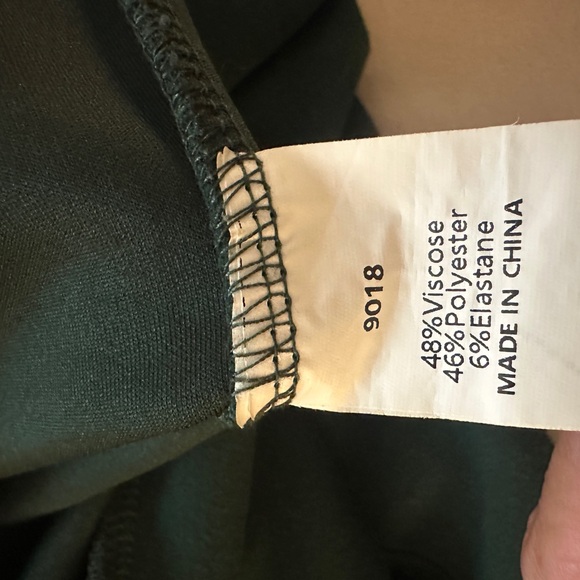 9018
48%Viscose
46%Polyester
6%Elastane
MADE IN CHINA